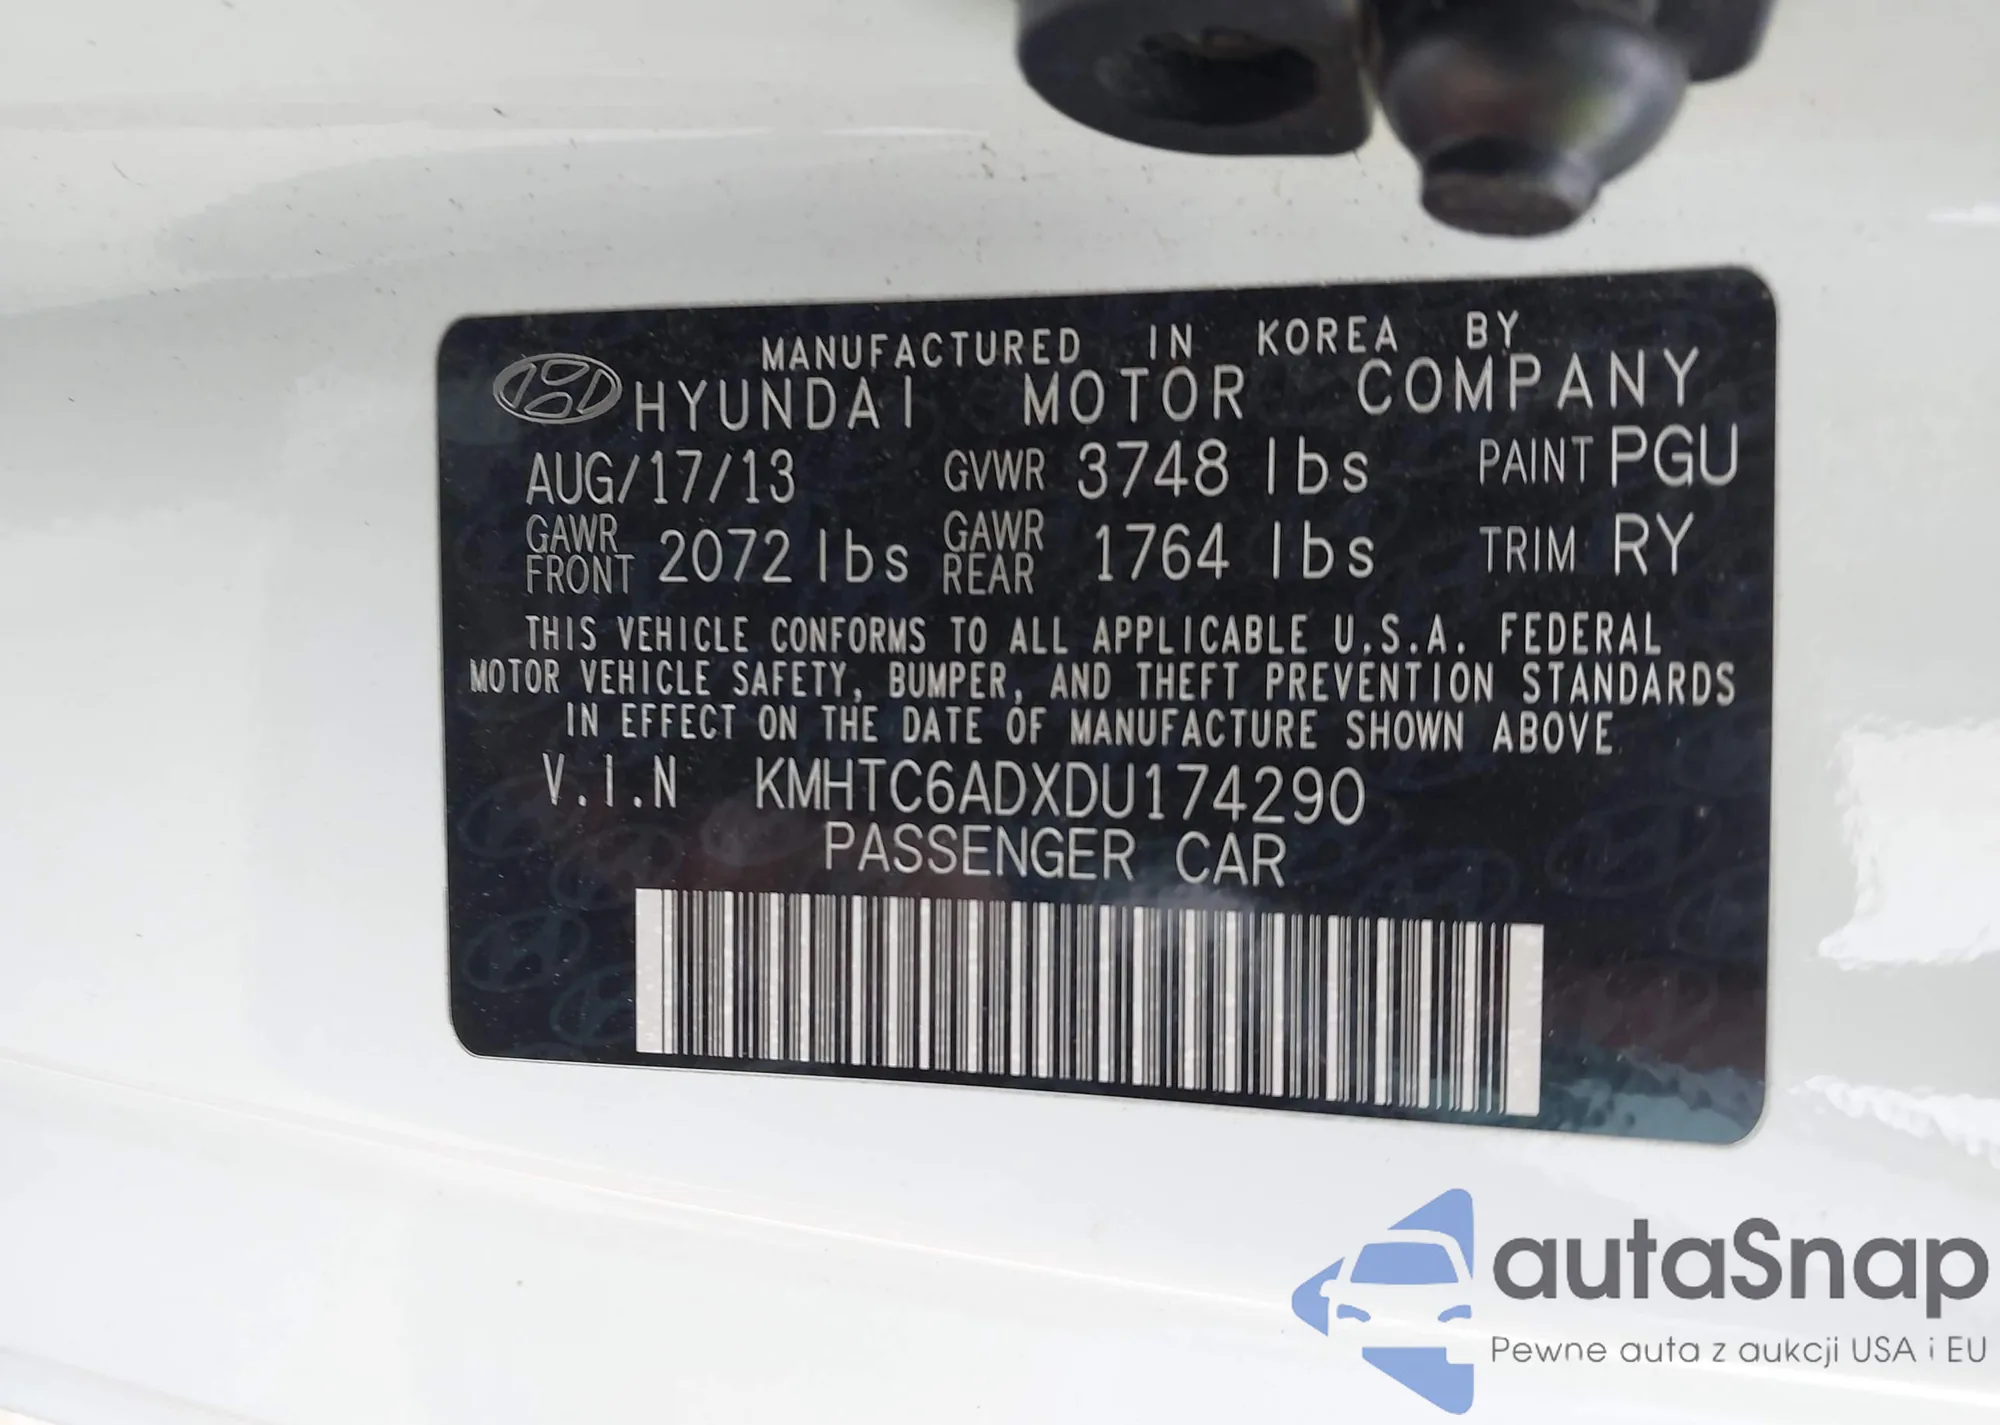 MANUFACTURED IN KOREA BY
HYUNDAI MOTOR COMPANY
AUG/17/13 GVWR 3748 lbs PAINT PGU
GAWR FRONT 2072 lbs GAWR REAR 1764 lbs TRIM RY
THIS VEHICLE CONFORMS TO ALL APPLICABLE U.S.A. FEDERAL
MOTOR VEHICLE SAFETY, BUMPER, AND THEFT PREVENTION STANDARDS
IN EFFECT ON THE DATE OF MANUFACTURE SHOWN ABOVE
V.I.N KMHTC6ADXDU174290
PASSENGER CAR
autaSnap
Pewne auta z aukcji USA i EU